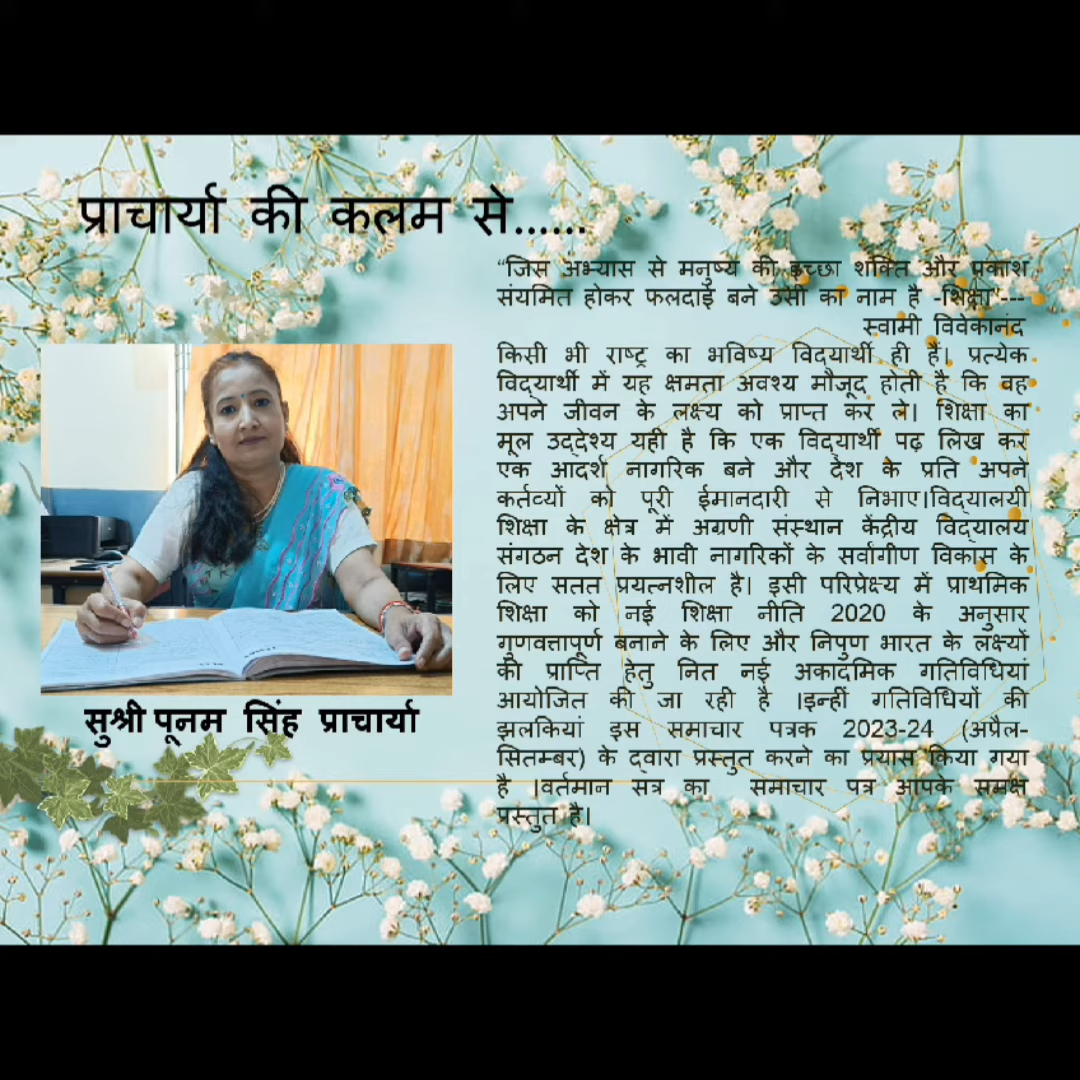 प्राचार्या की कलम से......
“जिस अभ्यास से मनुष्य की इच्छा शक्ति और प्रकाश
संयमित होकर फलदाई बने उसी का नाम है -शिक्षा”---
स्वामी विवेकानंद
किसी भी राष्ट्र का भविष्य विद्यार्थी ही हैं। प्रत्येक
विद्यार्थी में यह क्षमता अवश्य मौजूद होती है कि वह
अपने जीवन के लक्ष्य को प्राप्त कर ले। शिक्षा का
मूल उद्देश्य यही है कि एक विद्यार्थी पढ़ लिख कर
एक आदर्श नागरिक बने और देश के प्रति अपने
कर्तव्यों को पूरी ईमानदारी से निभाए।विद्यालयी
शिक्षा के क्षेत्र में अग्रणी संस्थान केंद्रीय विद्यालय
संगठन देश के भावी नागरिकों के सर्वांगीण विकास के
लिए सतत प्रयत्नशील है। इसी परिप्रेक्ष्य में प्राथमिक
शिक्षा को नई शिक्षा नीति 2020 के अनुसार
गुणवत्तापूर्ण बनाने के लिए और निपुण भारत के लक्ष्यों
की प्राप्ति हेतु नित नई अकादमिक गतिविधियां
आयोजित की जा रही है ।इन्हीं गतिविधियों की
झलकियां इस समाचार पत्रक 2023-24 (अप्रैल-
सितम्बर) के द्वारा प्रस्तुत करने का प्रयास किया गया
है ।वर्तमान सत्र का समाचार पत्र आपके समक्ष
प्रस्तुत है।
सुश्री पूनम सिंह प्राचार्या